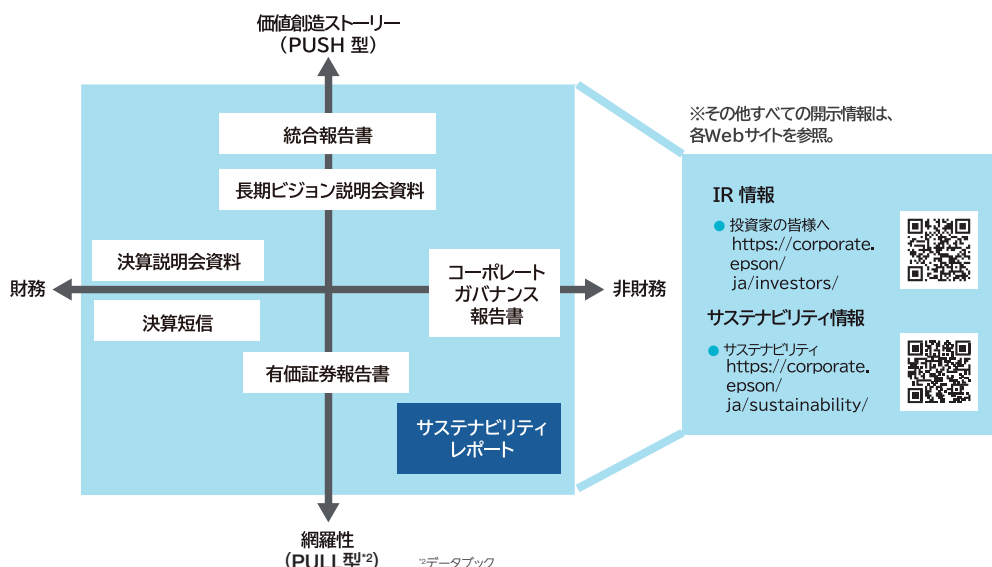 価値創造ストーリー
（PUSH 型）
※その他すべての開示情報は、
各Webサイトを参照。
統合報告書
長期ビジョン説明会資料
決算説明会資料
財務
コーポレート
ガバナンス
報告書
非財務
決算短信
有価証券報告書
サステナビリティ
レポート
IR 情報
● 投資家の皆様へ
https://corporate.
epson/
ja/investors/
サステナビリティ情報
● サステナビリティ
https://corporate.
epson/
ja/sustainability/
網羅性
（PULL型*2）
*2データブック